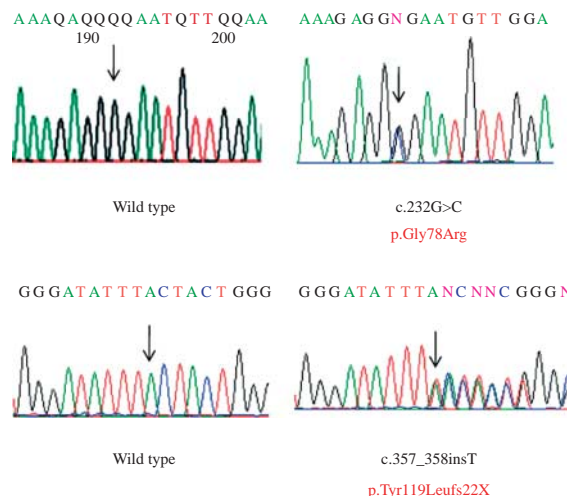 AAAQAQQQQAATQTTQQAA
190 200
Wild type
AAAGAGGNGAATGTTGGA
c.232G>C
p.Gly78Arg
GGGATATTTACTACTGGG
Wild type
GGGATATTTANCNNCGGGN
c.357_358insT
p.Tyr119Leufs22X